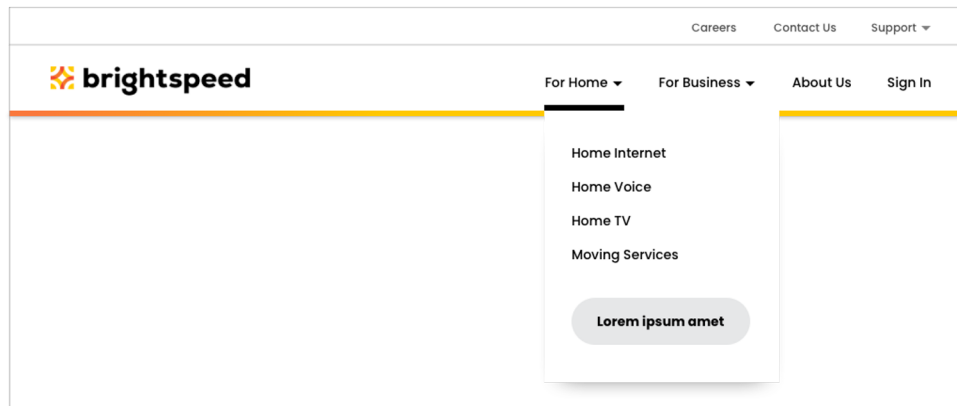 Careers Contact Us Support
brightspeed For Home For Business About Us Sign In
Home Internet
Home Voice
Home TV
Moving Services
Lorem ipsum amet